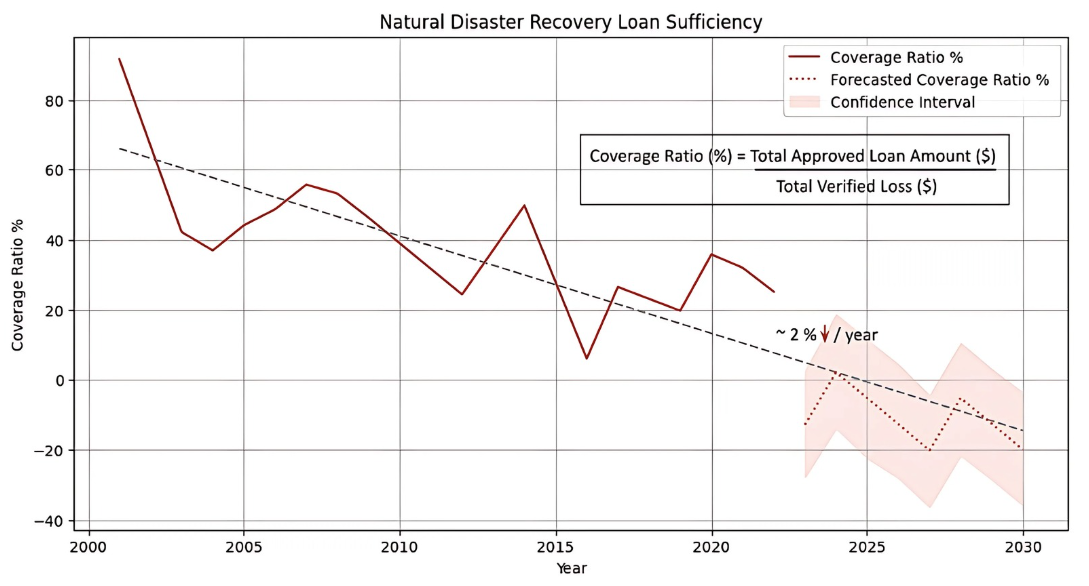 Natural Disaster Recovery Loan Sufficiency
Coverage Ratio %
Forecasted Coverage Ratio %
Confidence Interval
Coverage Ratio (%) = Total Approved Loan Amount ($)
Total Verified Loss ($)
~ 2 % ↓ / year
Coverage Ratio %
80
60
40
20
0
−20
−40
2000
2005
2010
2015
2020
2025
2030
Year